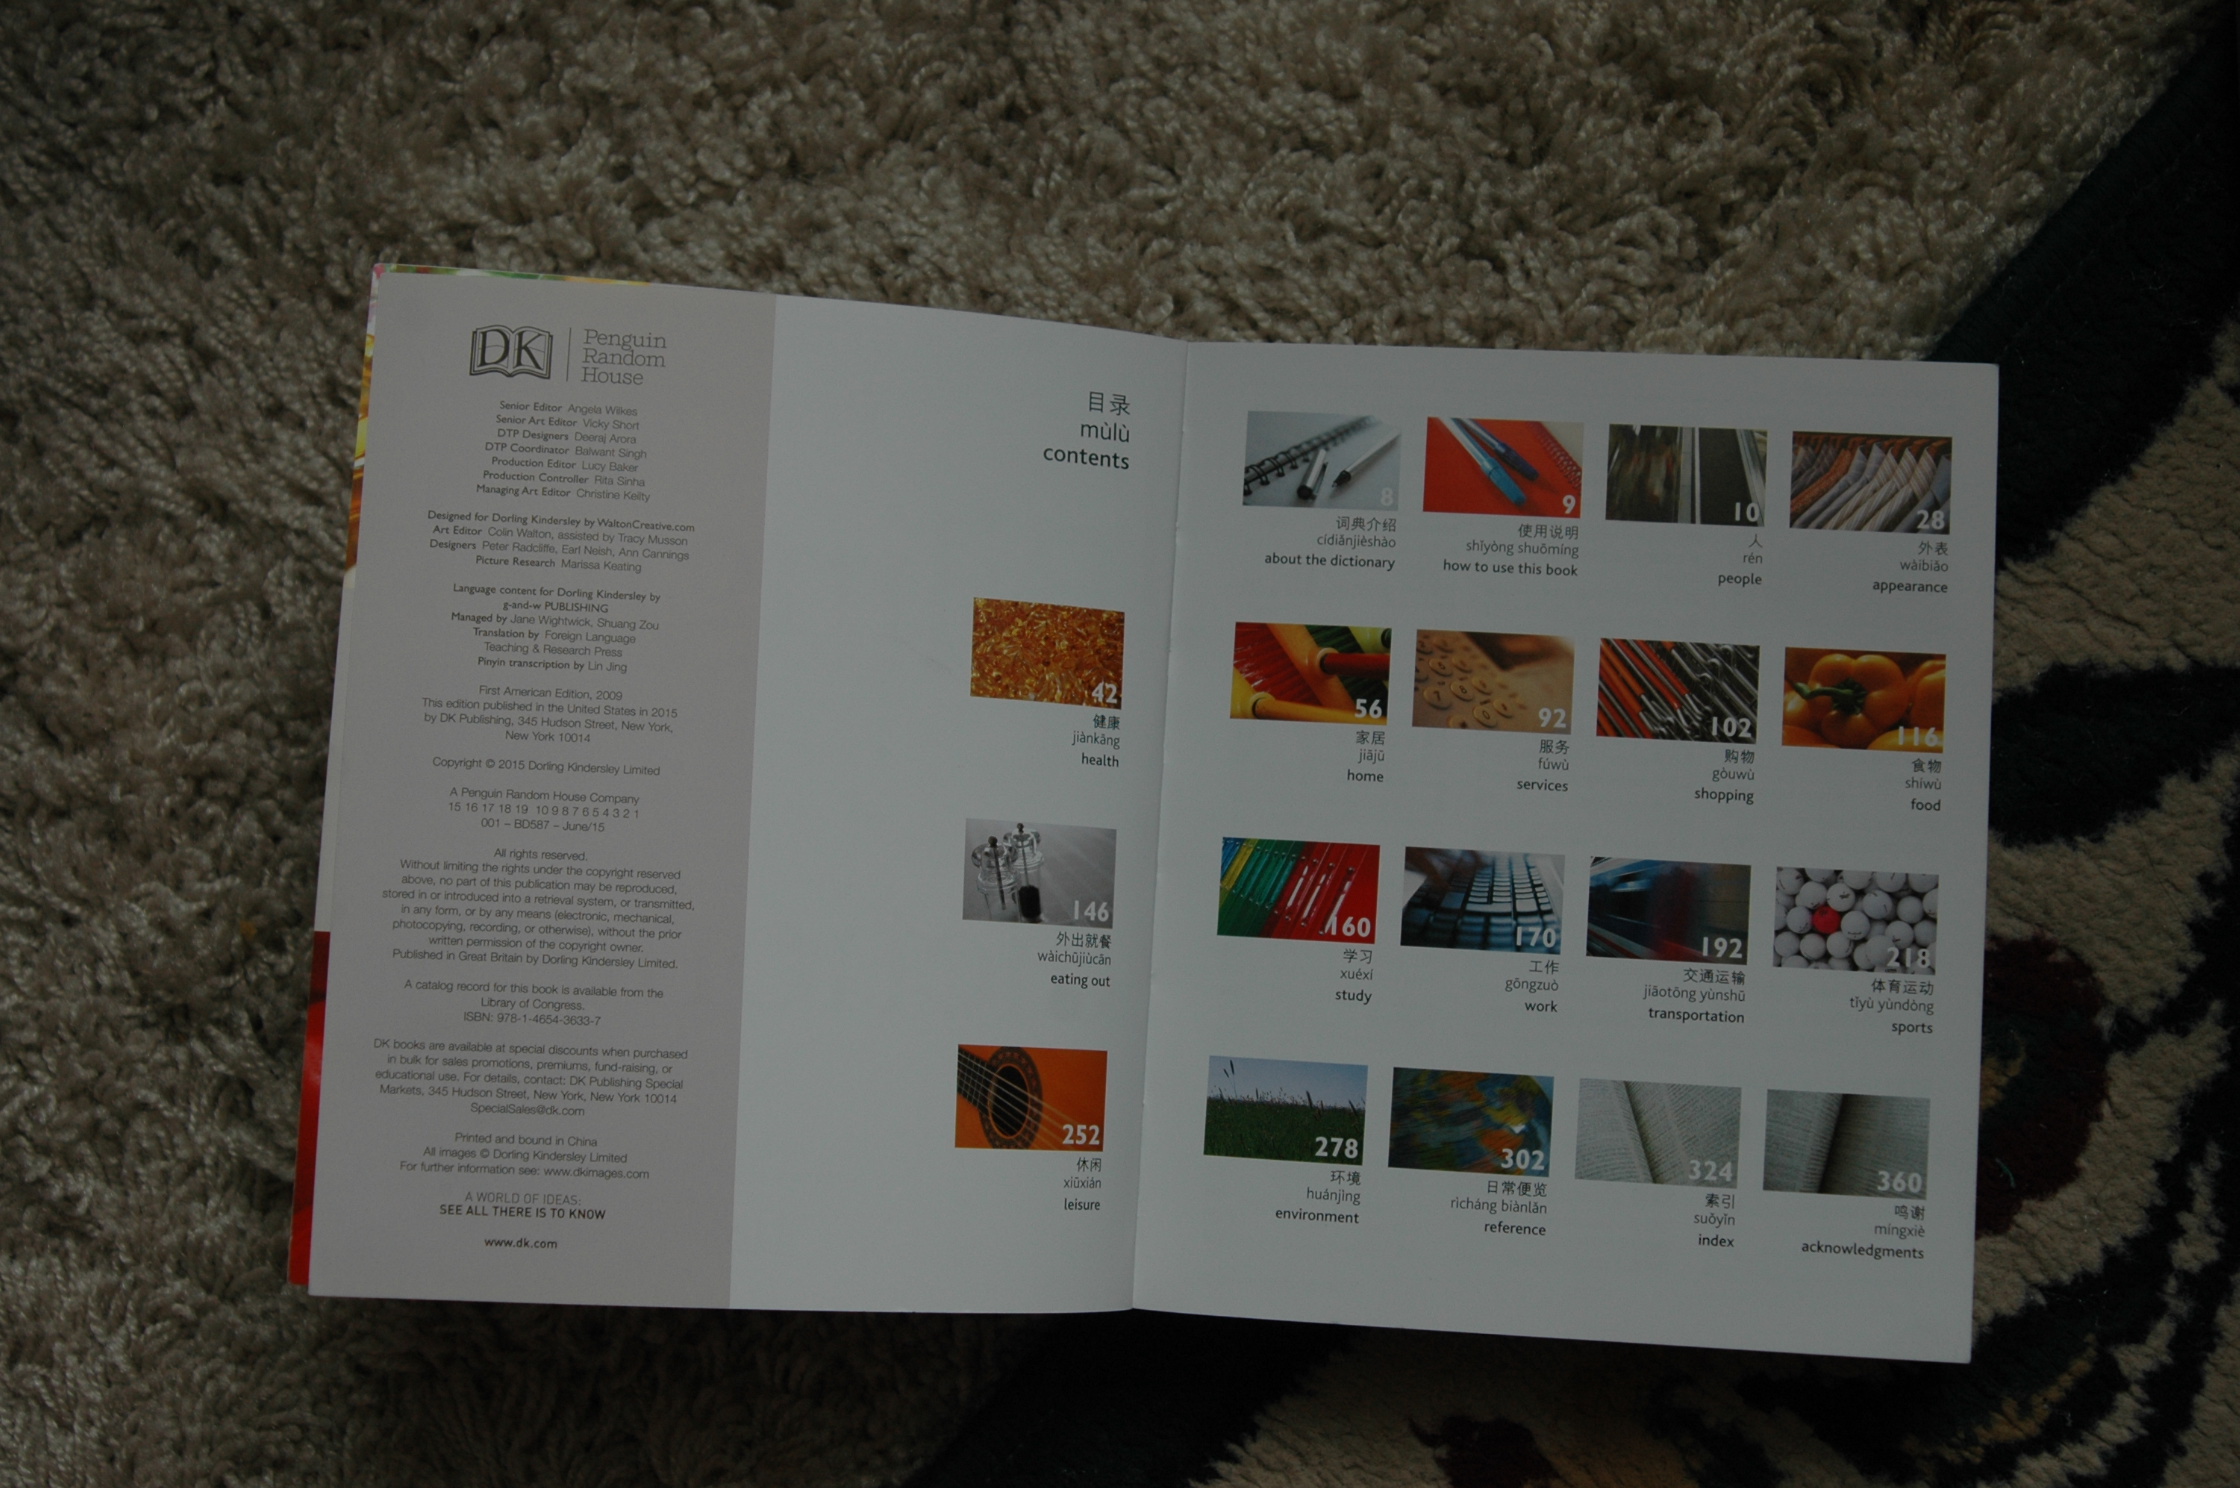 DK
Penguin
Random
House
Senior Editor Angela Wilkes
Senior Art Editor Vicky Short
DTP Designers Deeraj Arora
DTP Coordinator Balwant Singh
Production Editor Lucy Baker
Production Controller Rita Sinha
Managing Art Editor Christine Keilty
Designed for Dorling Kindersley by WaltonCreative.com
Art Editor Colin Walton, assisted by Tracy Musson
Designers Peter Radcliffe, Earl Neish, Ann Cannings
Picture Research Marissa Keating
Language content for Dorling Kindersley by
g-and-w PUBLISHING
Managed by Jane Wightwick, Shuang Zou
Translation by Foreign Language
Teaching & Research Press
Pinyin transcription by Lin Jing
First American Edition, 2009
This edition published in the United States in 2015
by DK Publishing, 345 Hudson Street, New York,
New York 10014
Copyright © 2015 Dorling Kindersley Limited
A Penguin Random House Company
15 16 17 18 19 10 9 8 7 6 5 4 3 2 1
001 – BD587 – June/15
All rights reserved.
Without limiting the rights under the copyright reserved
above, no part of this publication may be reproduced,
stored in or introduced into a retrieval system, or transmitted,
in any form, or by any means (electronic, mechanical,
photocopying, recording, or otherwise), without the prior
written permission of the copyright owner.
Published in Great Britain by Dorling Kindersley Limited.
A catalog record for this book is available from the
Library of Congress.
ISBN: 978-1-4654-3633-7
DK books are available at special discounts when purchased
in bulk for sales promotions, premiums, fund-raising, or
educational use. For details, contact: DK Publishing Special
Markets, 345 Hudson Street, New York, New York 10014
SpecialSales@dk.com
Printed and bound in China
All images © Dorling Kindersley Limited
For further information see: www.dkimages.com
A WORLD OF IDEAS:
SEE ALL THERE IS TO KNOW
www.dk.com
目录
mùlù
contents
42
健康
jiànkāng
health
146
外出就餐
wàichūjiùcān
eating out
252
休闲
xiūxián
leisure
8
词典介绍
cídiǎnjièshào
about the dictionary
9
使用说明
shǐyòng shuōmíng
how to use this book
10
人
rén
people
28
外表
wàibiǎo
appearance
56
家居
jiājū
home
92
服务
fúwù
services
102
购物
gòuwù
shopping
116
食物
shíwù
food
160
学习
xuéxí
study
170
工作
gōngzuò
work
192
交通运输
jiāotōng yùnshū
transportation
218
体育运动
tǐyù yùndòng
sports
278
环境
huánjìng
environment
302
日常便览
rìcháng biànlǎn
reference
324
索引
suǒyǐn
index
360
鸣谢
míngxiè
acknowledgments